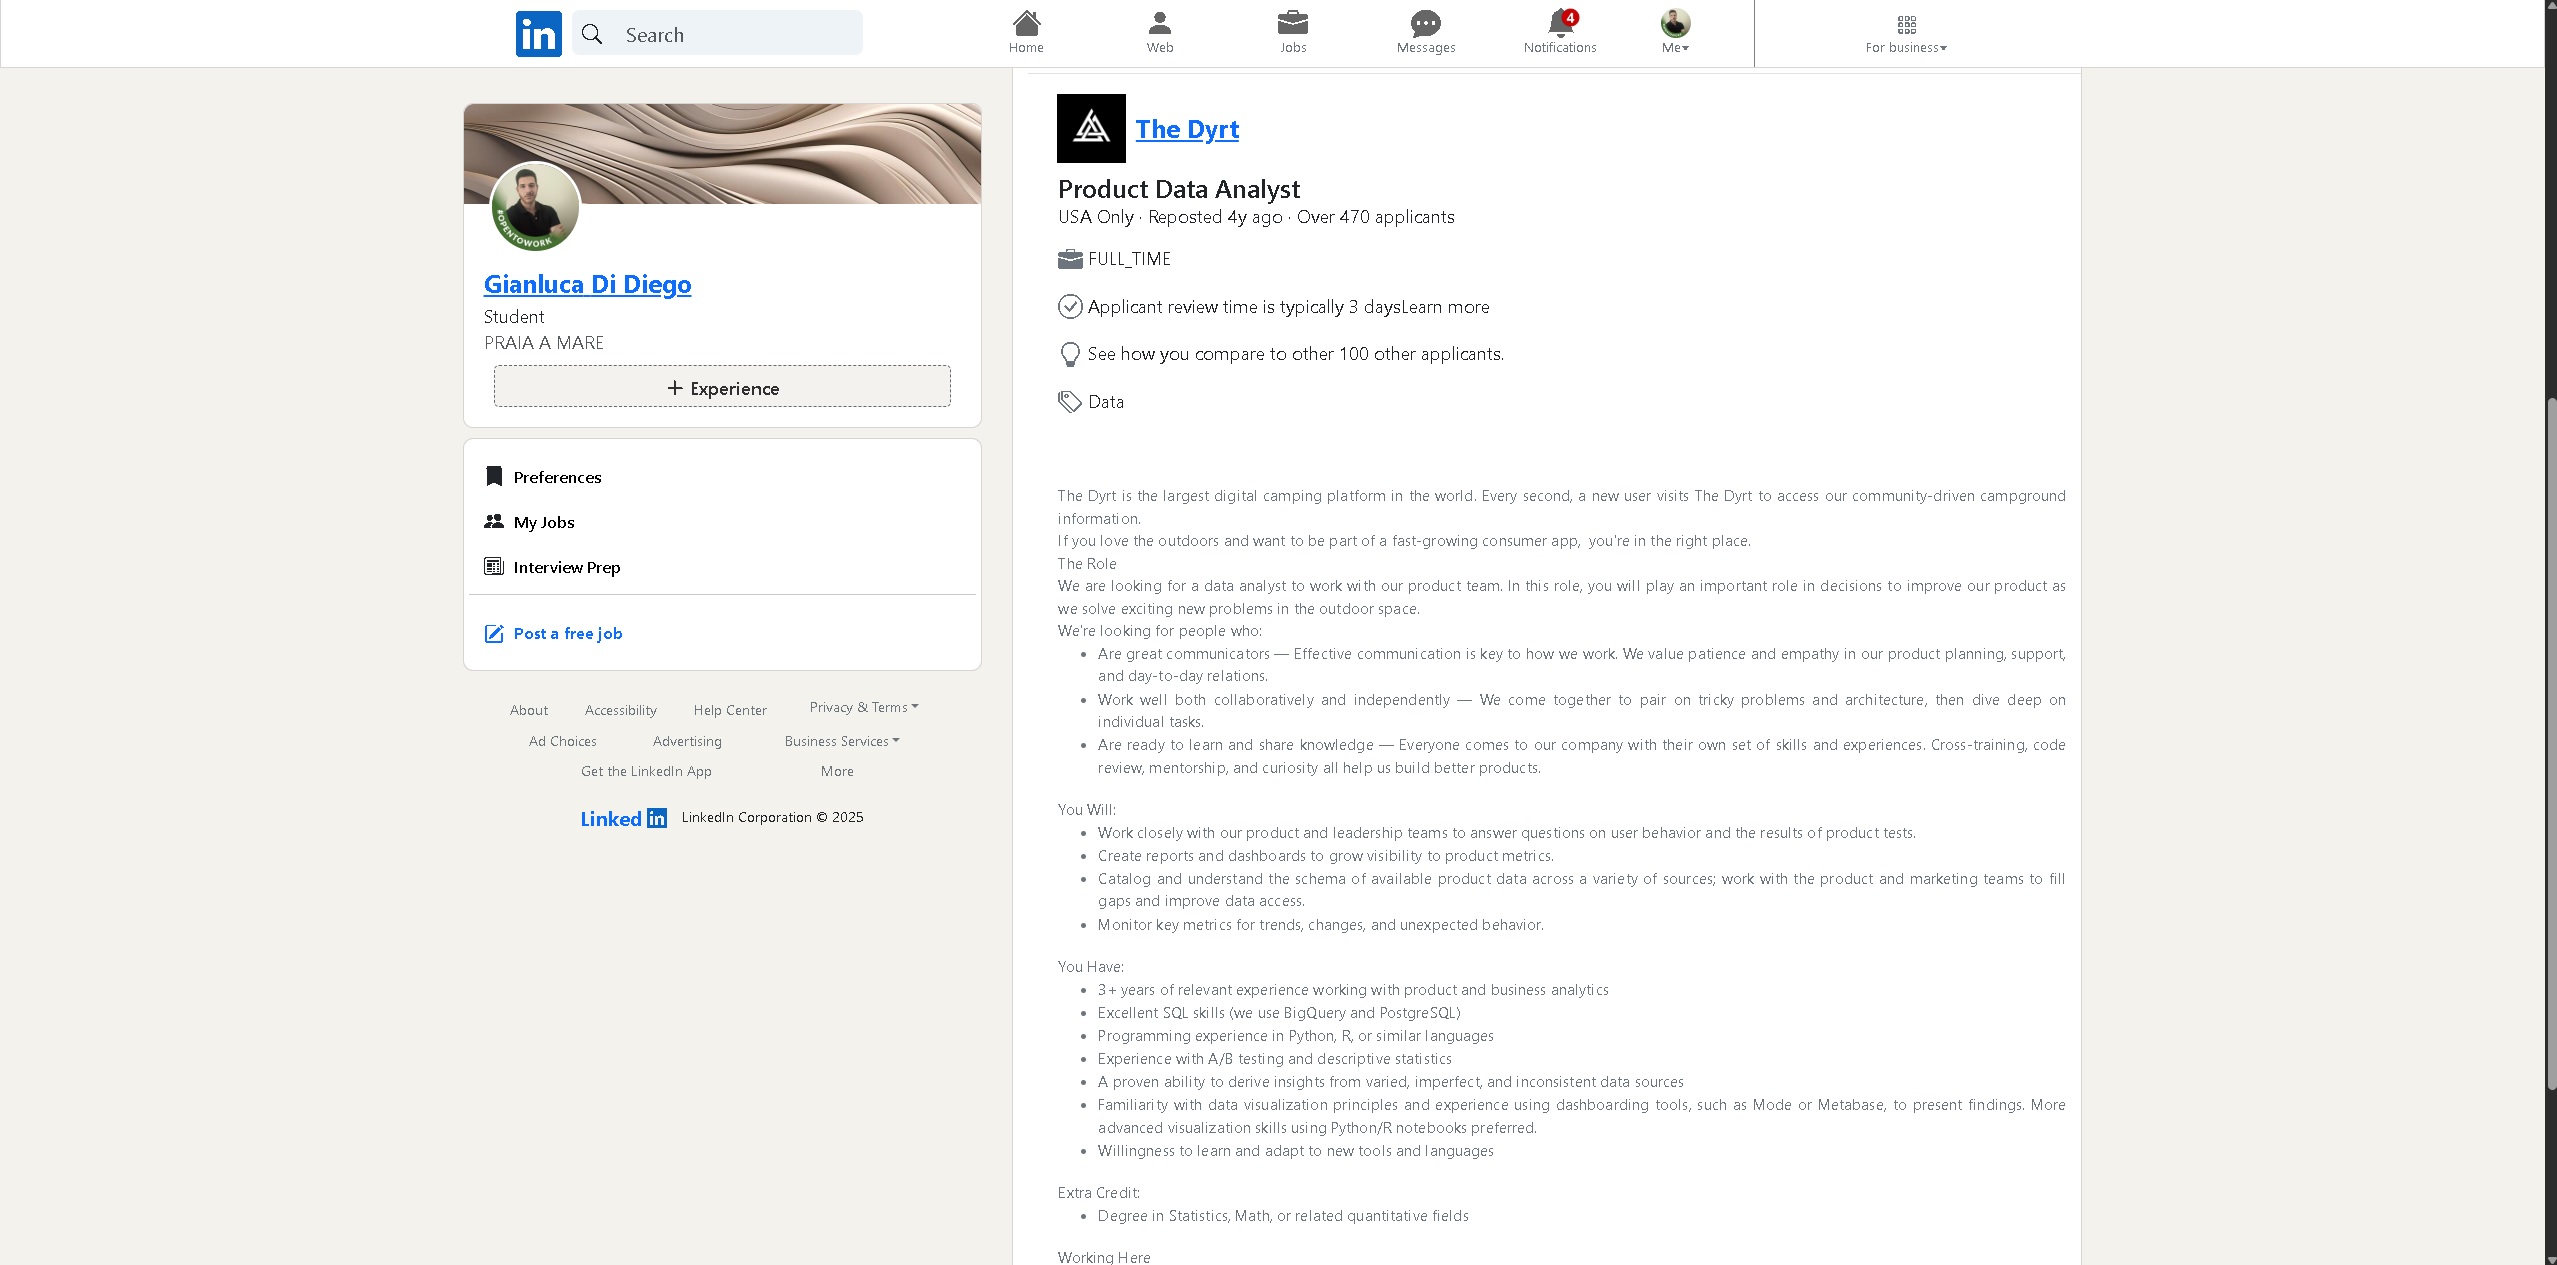 in
Search
Home
Web
Jobs
Messages
4
Notifications
Me
For business
#OPENTOWORK
Gianluca Di Diego
Student
PRAIA A MARE
+ Experience
Preferences
My Jobs
Interview Prep
Post a free job
About
Accessibility
Help Center
Privacy & Terms
Ad Choices
Advertising
Business Services
Get the LinkedIn App
More
Linked in LinkedIn Corporation © 2025
The Dyrt
Product Data Analyst
USA Only · Reposted 4y ago · Over 470 applicants
FULL_TIME
Applicant review time is typically 3 daysLearn more
See how you compare to other 100 other applicants.
Data
The Dyrt is the largest digital camping platform in the world. Every second, a new user visits The Dyrt to access our community-driven campground
information.
If you love the outdoors and want to be part of a fast-growing consumer app, you're in the right place.
The Role
We are looking for a data analyst to work with our product team. In this role, you will play an important role in decisions to improve our product as
we solve exciting new problems in the outdoor space.
We're looking for people who:
• Are great communicators — Effective communication is key to how we work. We value patience and empathy in our product planning, support,
and day-to-day relations.
• Work well both collaboratively and independently — We come together to pair on tricky problems and architecture, then dive deep on
individual tasks.
• Are ready to learn and share knowledge — Everyone comes to our company with their own set of skills and experiences. Cross-training, code
review, mentorship, and curiosity all help us build better products.
You Will:
• Work closely with our product and leadership teams to answer questions on user behavior and the results of product tests.
• Create reports and dashboards to grow visibility to product metrics.
• Catalog and understand the schema of available product data across a variety of sources; work with the product and marketing teams to fill
gaps and improve data access.
• Monitor key metrics for trends, changes, and unexpected behavior.
You Have:
• 3+ years of relevant experience working with product and business analytics
• Excellent SQL skills (we use BigQuery and PostgreSQL)
• Programming experience in Python, R, or similar languages
• Experience with A/B testing and descriptive statistics
• A proven ability to derive insights from varied, imperfect, and inconsistent data sources
• Familiarity with data visualization principles and experience using dashboarding tools, such as Mode or Metabase, to present findings. More
advanced visualization skills using Python/R notebooks preferred.
• Willingness to learn and adapt to new tools and languages
Extra Credit:
• Degree in Statistics, Math, or related quantitative fields
Working Here